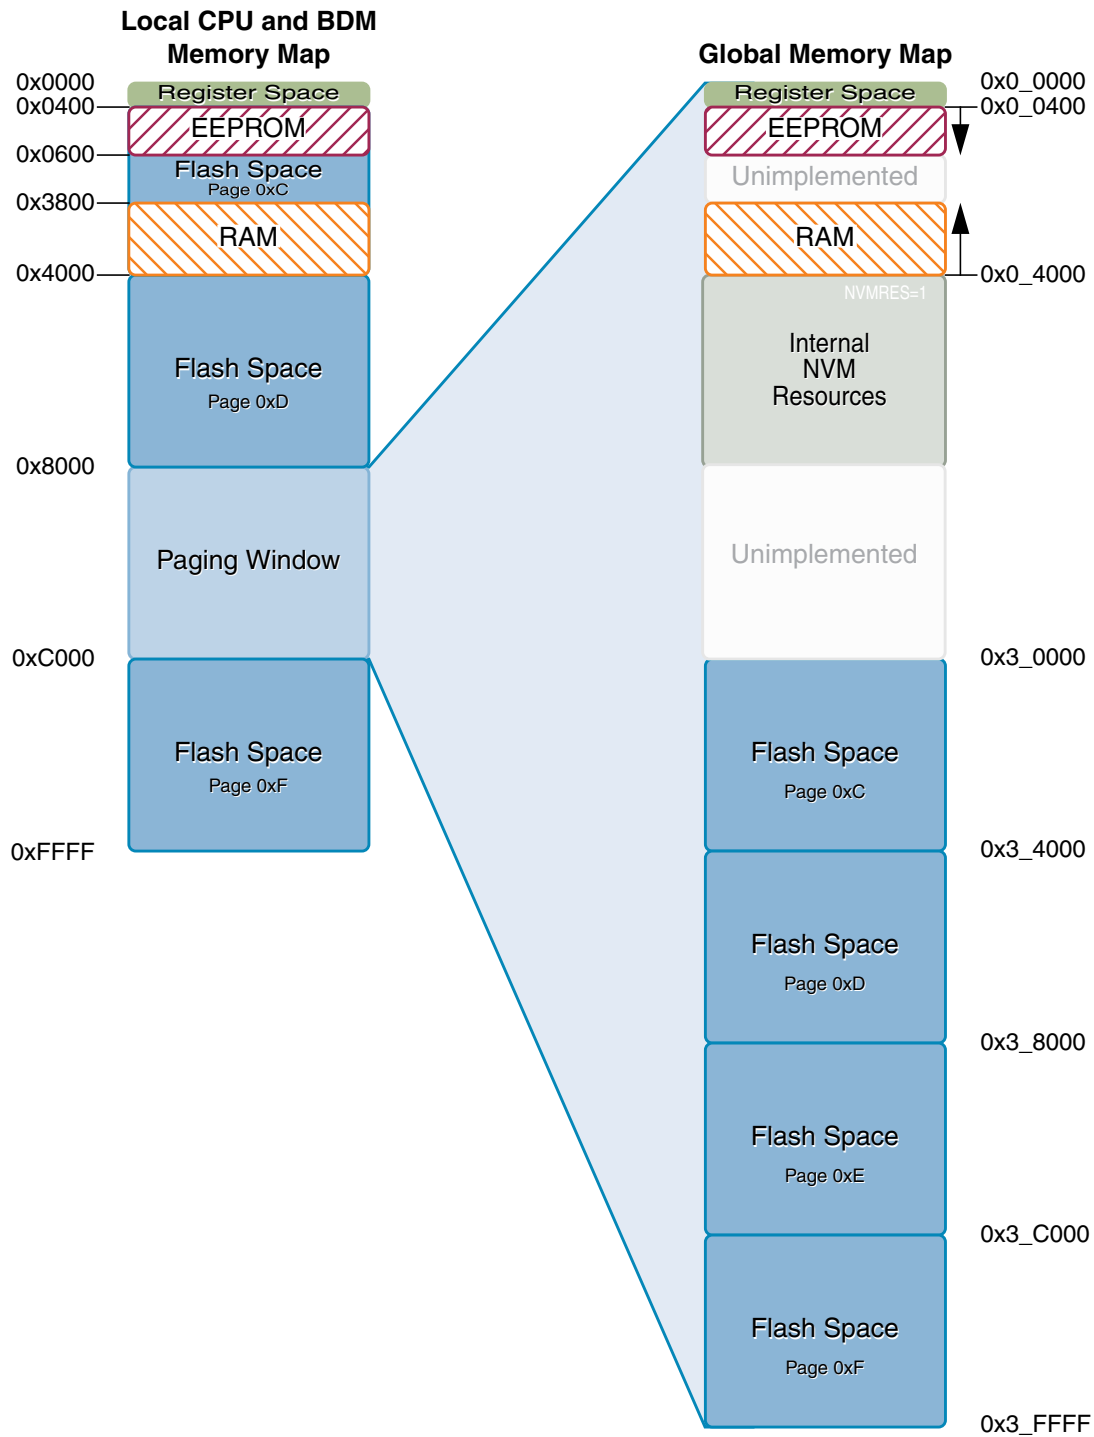 Local CPU and BDM
Memory Map
0x0000
Register Space
0x0400
EEPROM
0x0600
Flash Space
Page 0xC
0x3800
RAM
0x4000
Flash Space
Page 0xD
0x8000
Paging Window
0xC000
Flash Space
Page 0xF
0xFFFF
Global Memory Map
0x0_0000
Register Space
0x0_0400
EEPROM
Unimplemented
RAM
0x0_4000
NVMRES=1
Internal
NVM
Resources
Unimplemented
0x3_0000
Flash Space
Page 0xC
0x3_4000
Flash Space
Page 0xD
0x3_8000
Flash Space
Page 0xE
0x3_C000
Flash Space
Page 0xF
0x3_FFFF